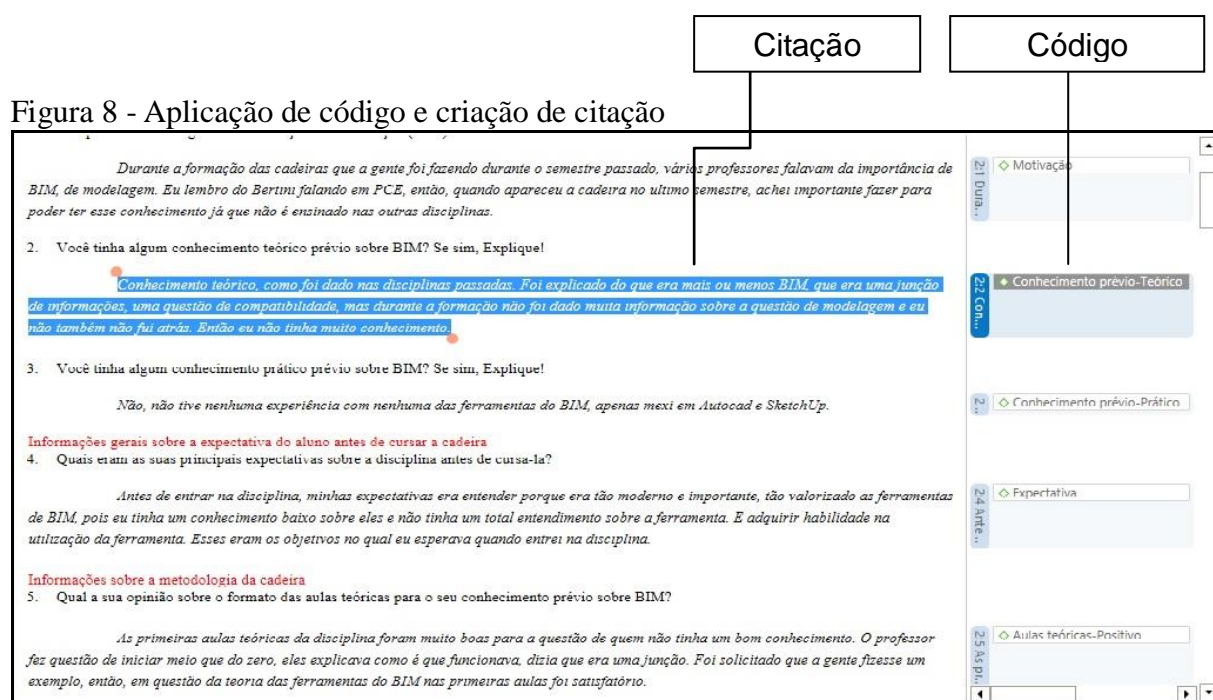 Citação
Código
Figura 8 - Aplicação de código e criação de citação
Durante a formação das cadeiras que a gente foi fazendo durante o semestre passado, vários professores falavam da importância de
BIM, de modelagem. Eu lembro do Bertini falando em PCE, então, quando apareceu a cadeira no ultimo semestre, achei importante fazer para
poder ter esse conhecimento já que não é ensinado nas outras disciplinas.
2:1 Dura..
Motivação
2. Você tinha algum conhecimento teórico prévio sobre BIM? Se sim, Explique!
Conhecimento teórico, como foi dado nas disciplinas passadas. Foi explicado do que era mais ou menos BIM, que era uma junção
de informações, uma questão de compatibilidade, mas durante a formação não foi dado muita informação sobre a questão de modelagem e eu
não também não fui atrás. Então eu não tinha muito conhecimento.
2:2 Con...
Conhecimento prévio-Teórico
3. Você tinha algum conhecimento prático prévio sobre BIM? Se sim, Explique!
Não, não tive nenhuma experiência com nenhuma das ferramentas do BIM, apenas mexi em Autocad e SketchUp.
2..
Conhecimento prévio-Prático
Informações gerais sobre a expectativa do aluno antes de cursar a cadeira
4. Quais eram as suas principais expectativas sobre a disciplina antes de cursa-la?
Antes de entrar na disciplina, minhas expectativas era entender porque era tão moderno e importante, tão valorizado as ferramentas
de BIM, pois eu tinha um conhecimento baixo sobre eles e não tinha um total entendimento sobre a ferramenta. E adquirir habilidade na
utilização da ferramenta. Esses eram os objetivos no qual eu esperava quando entrei na disciplina.
2:4 Ante..
Expectativa
Informações sobre a metodologia da cadeira
5. Qual a sua opinião sobre o formato das aulas teóricas para o seu conhecimento prévio sobre BIM?
As primeiras aulas teóricas da disciplina foram muito boas para a questão de quem não tinha um bom conhecimento. O professor
fez questão de iniciar meio que do zero, eles explicava como é que funcionava, dizia que era uma junção. Foi solicitado que a gente fizesse um
exemplo, então, em questão da teoria das ferramentas do BIM nas primeiras aulas foi satisfatório.
2:5 As pr..
Aulas teóricas-Positivo